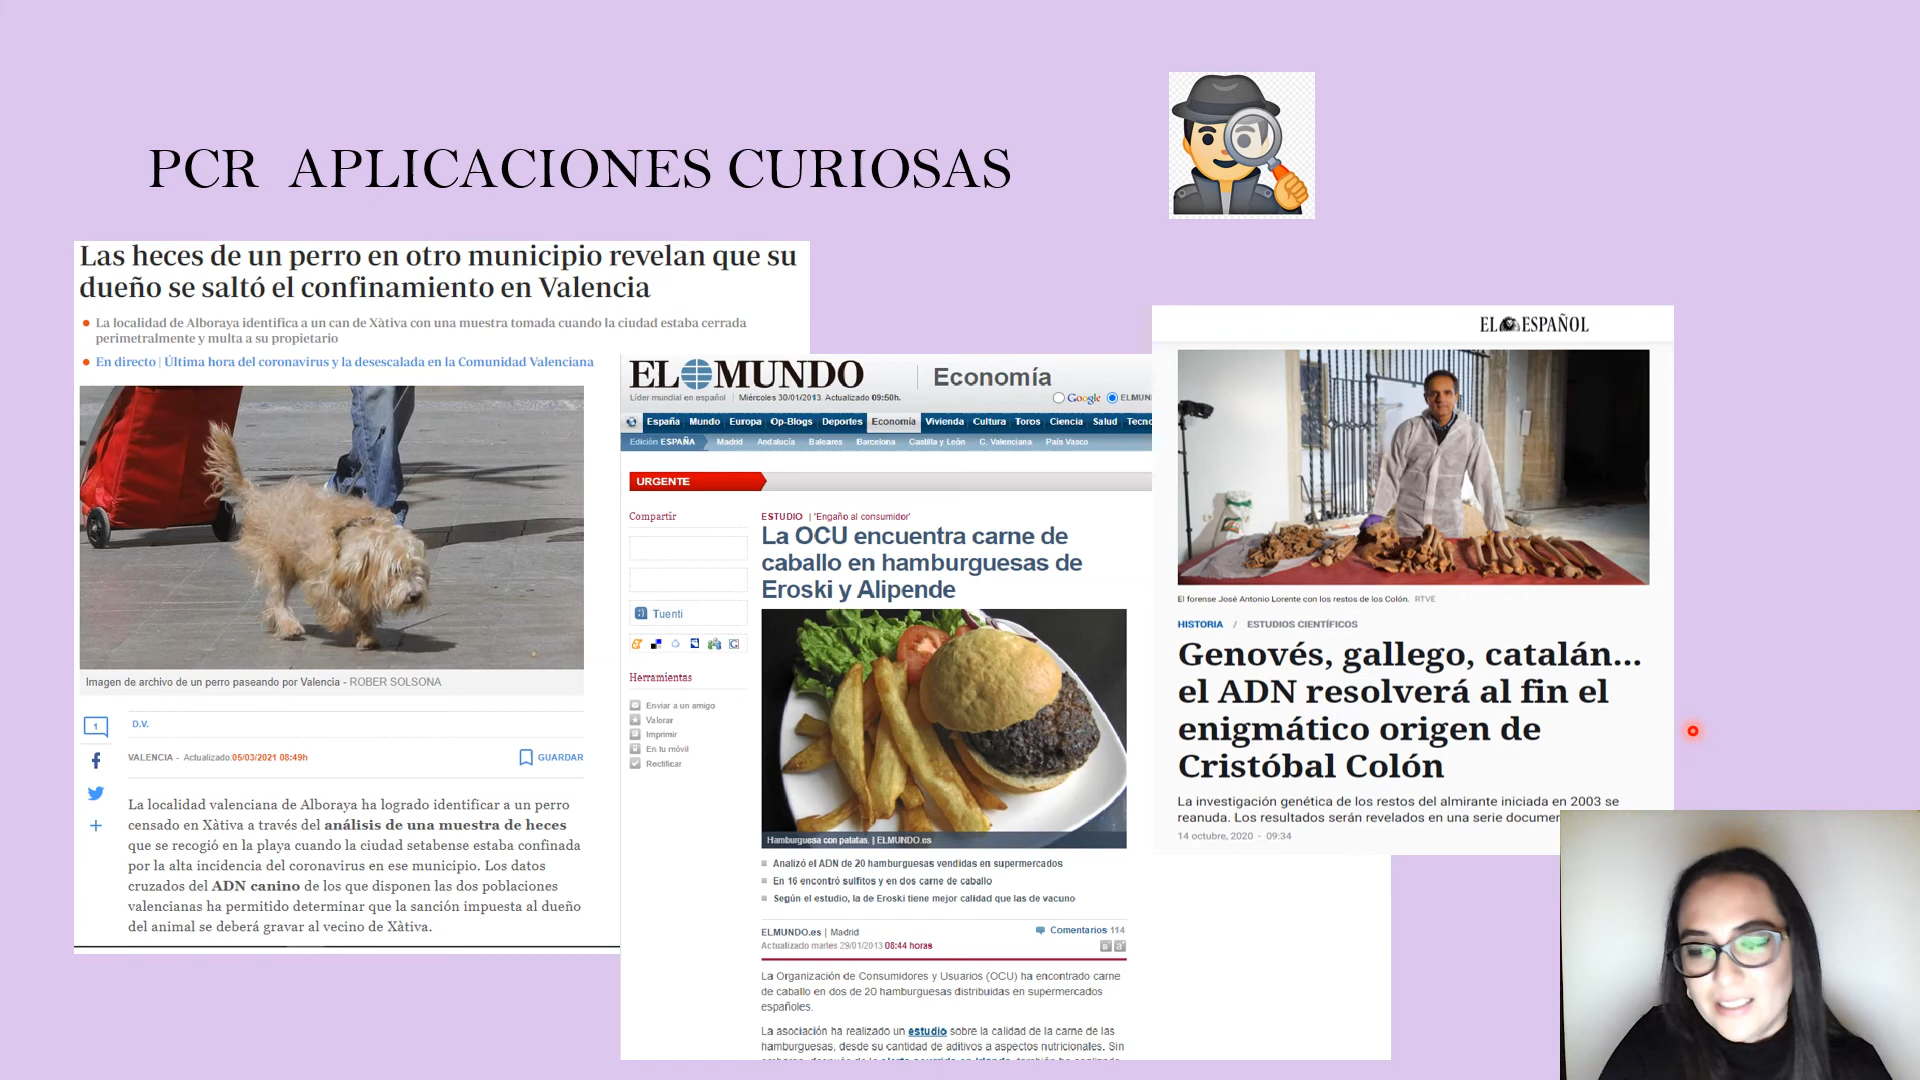 PCR APLICACIONES CURIOSAS
Las heces de un perro en otro municipio revelan que su
dueño se saltó el confinamiento en Valencia
La localidad de Alboraya identifica a un can de Xàtiva con una muestra tomada cuando la ciudad estaba cerrada
perimetralmente y multa a su propietario
En directo | Última hora del coronavirus y la desescalada en la Comunidad Valenciana
Imagen de archivo de un perro paseando por Valencia - ROBER SOLSONA
1
D.V.
VALENCIA - Actualizado:05/03/2021 08:49h
GUARDAR
La localidad valenciana de Alboraya ha logrado identificar a un perro
censado en Xàtiva a través del análisis de una muestra de heces
que se recogió en la playa cuando la ciudad setabense estaba confinada
por la alta incidencia del coronavirus en ese municipio. Los datos
cruzados del ADN canino de los que disponen las dos poblaciones
valencianas ha permitido determinar que la sanción impuesta al dueño
del animal se deberá gravar al vecino de Xàtiva.
EL MUNDO
Economía
Líder mundial en español | Miércoles 30/01/2013. Actualizado 09:50h.
Google ELMUN
España Mundo Europa Op-Blogs Deportes Economía Vivienda Cultura Toros Ciencia Salud Tecno
Edición ESPAÑA Madrid Andalucía Baleares Barcelona Castilla y León C. Valenciana País Vasco
URGENTE
Compartir
Tuenti
Herramientas
Enviar a un amigo
Valorar
Imprimir
En tu móvil
Rectificar
ESTUDIO | 'Engaño al consumidor'
La OCU encuentra carne de
caballo en hamburguesas de
Eroski y Alipende
Hamburguesa con patatas. | ELMUNDO.es
Analizó el ADN de 20 hamburguesas vendidas en supermercados
En 16 encontró sulfitos y en dos carne de caballo
Según el estudio, la de Eroski tiene mejor calidad que las de vacuno
ELMUNDO.es | Madrid
Comentarios 114
Actualizado martes 29/01/2013 08:44 horas
La Organización de Consumidores y Usuarios (OCU) ha encontrado carne
de caballo en dos de 20 hamburguesas distribuidas en supermercados
españoles.
La asociación ha realizado un estudio sobre la calidad de la carne de las
hamburguesas, desde su cantidad de aditivos a aspectos nutricionales. Sin
EL ESPAÑOL
El forense José Antonio Lorente con los restos de los Colón. RTVE
HISTORIA / ESTUDIOS CIENTÍFICOS
Genovés, gallego, catalán...
el ADN resolverá al fin el
enigmático origen de
Cristóbal Colón
La investigación genética de los restos del almirante iniciada en 2003 se
reanuda. Los resultados serán revelados en una serie documen
14 octubre, 2020 - 09:34